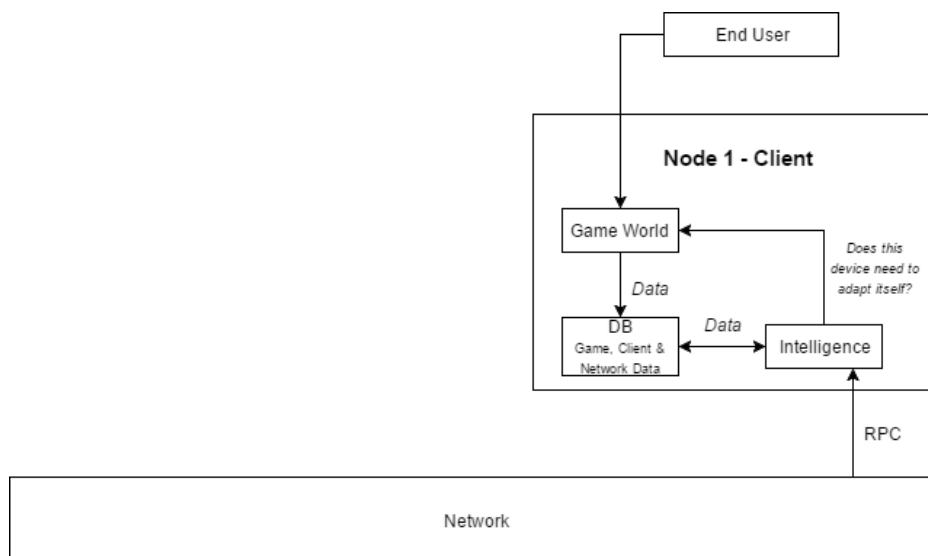 End User
Node 1 - Client
Game World
Does this
device need to
adapt itself?
Data
DB
Game, Client &
Network Data
Data
Intelligence
RPC
Network